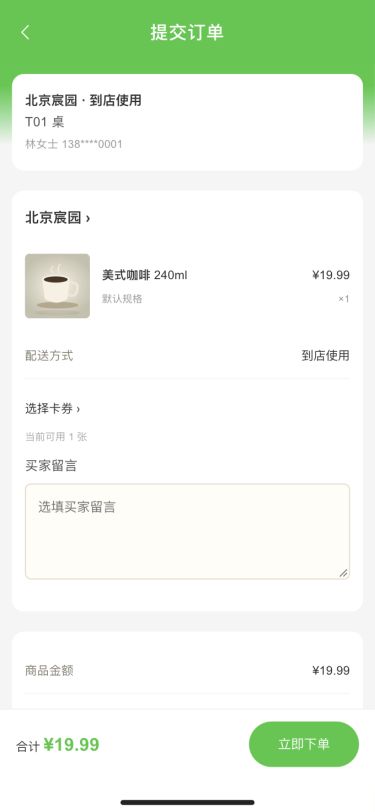 提交订单
北京宸园 · 到店使用
T01 桌
林女士 138****0001
北京宸园 ›
美式咖啡 240ml
¥19.99
默认规格
×1
配送方式
到店使用
选择卡券 ›
当前可用 1 张
买家留言
选填买家留言
商品金额
¥19.99
合计 ¥19.99
立即下单